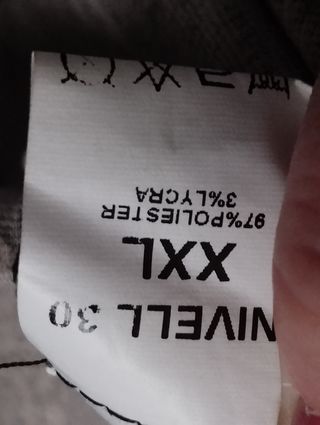 NIVELL 30
XXL
97%POLIESTER
3%LYCRA